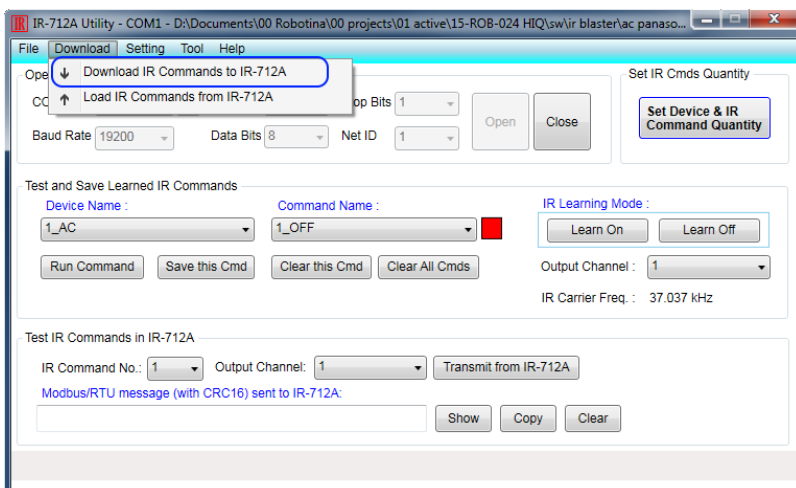 IR-712A Utility - COM1 - D:\Documents\00 Robotina\00 projects\01 active\15-ROB-024 HIQ\sw\ir blaster\ac panaso...
File Download Setting Tool Help
Download IR Commands to IR-712A
Load IR Commands from IR-712A
Ope
CO
op Bits 1
Open
Close
Baud Rate 19200
Data Bits 8
Net ID 1
Set IR Cmds Quantity
Set Device & IR
Command Quantity
Test and Save Learned IR Commands
Device Name :
Command Name :
IR Learning Mode :
1_AC
1_OFF
Learn On
Learn Off
Run Command
Save this Cmd
Clear this Cmd
Clear All Cmds
Output Channel : 1
IR Carrier Freq. : 37.037 kHz
Test IR Commands in IR-712A
IR Command No.: 1
Output Channel: 1
Transmit from IR-712A
Modbus/RTU message (with CRC16) sent to IR-712A:
Show
Copy
Clear